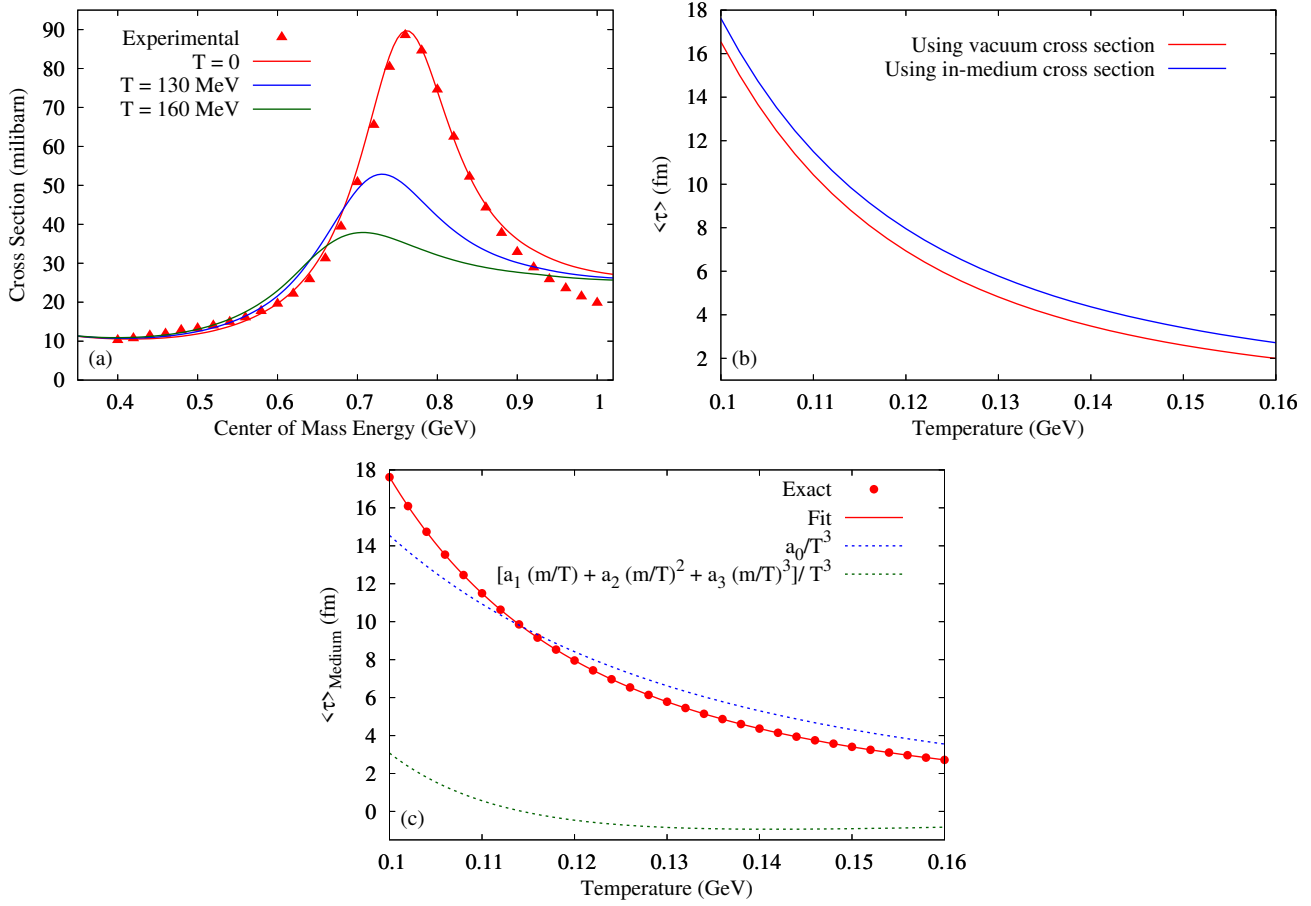 Cross Section (milibarn)
90
80
70
60
50
40
30
20
10
0
Experimental
T = 0
T = 130 MeV
T = 160 MeV
(a)
0.4 0.5 0.6 0.7 0.8 0.9 1
Center of Mass Energy (GeV)
<τ> (fm)
18
16
14
12
10
8
6
4
2
Using vacuum cross section
Using in-medium cross section
(b)
0.1 0.11 0.12 0.13 0.14 0.15 0.16
Temperature (GeV)
<τ>Medium (fm)
18
16
14
12
10
8
6
4
2
0
Exact
Fit
a0/T^3
[a1 (m/T) + a2 (m/T)^2 + a3 (m/T)^3]/ T^3
(c)
0.1 0.11 0.12 0.13 0.14 0.15 0.16
Temperature (GeV)